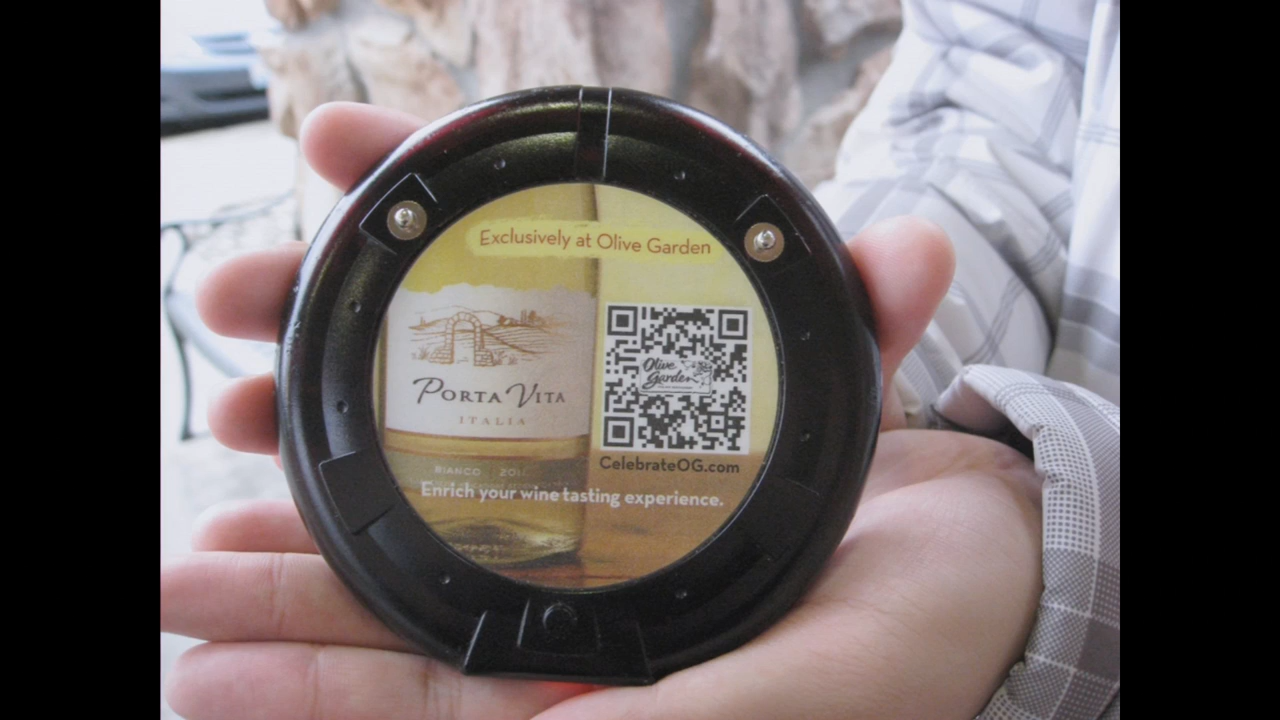 Exclusively at Olive Garden
PORTA VITA
ITALIA
Olive
Garden
CelebrateOG.com
BIANCO 2011
Enrich your wine tasting experience.